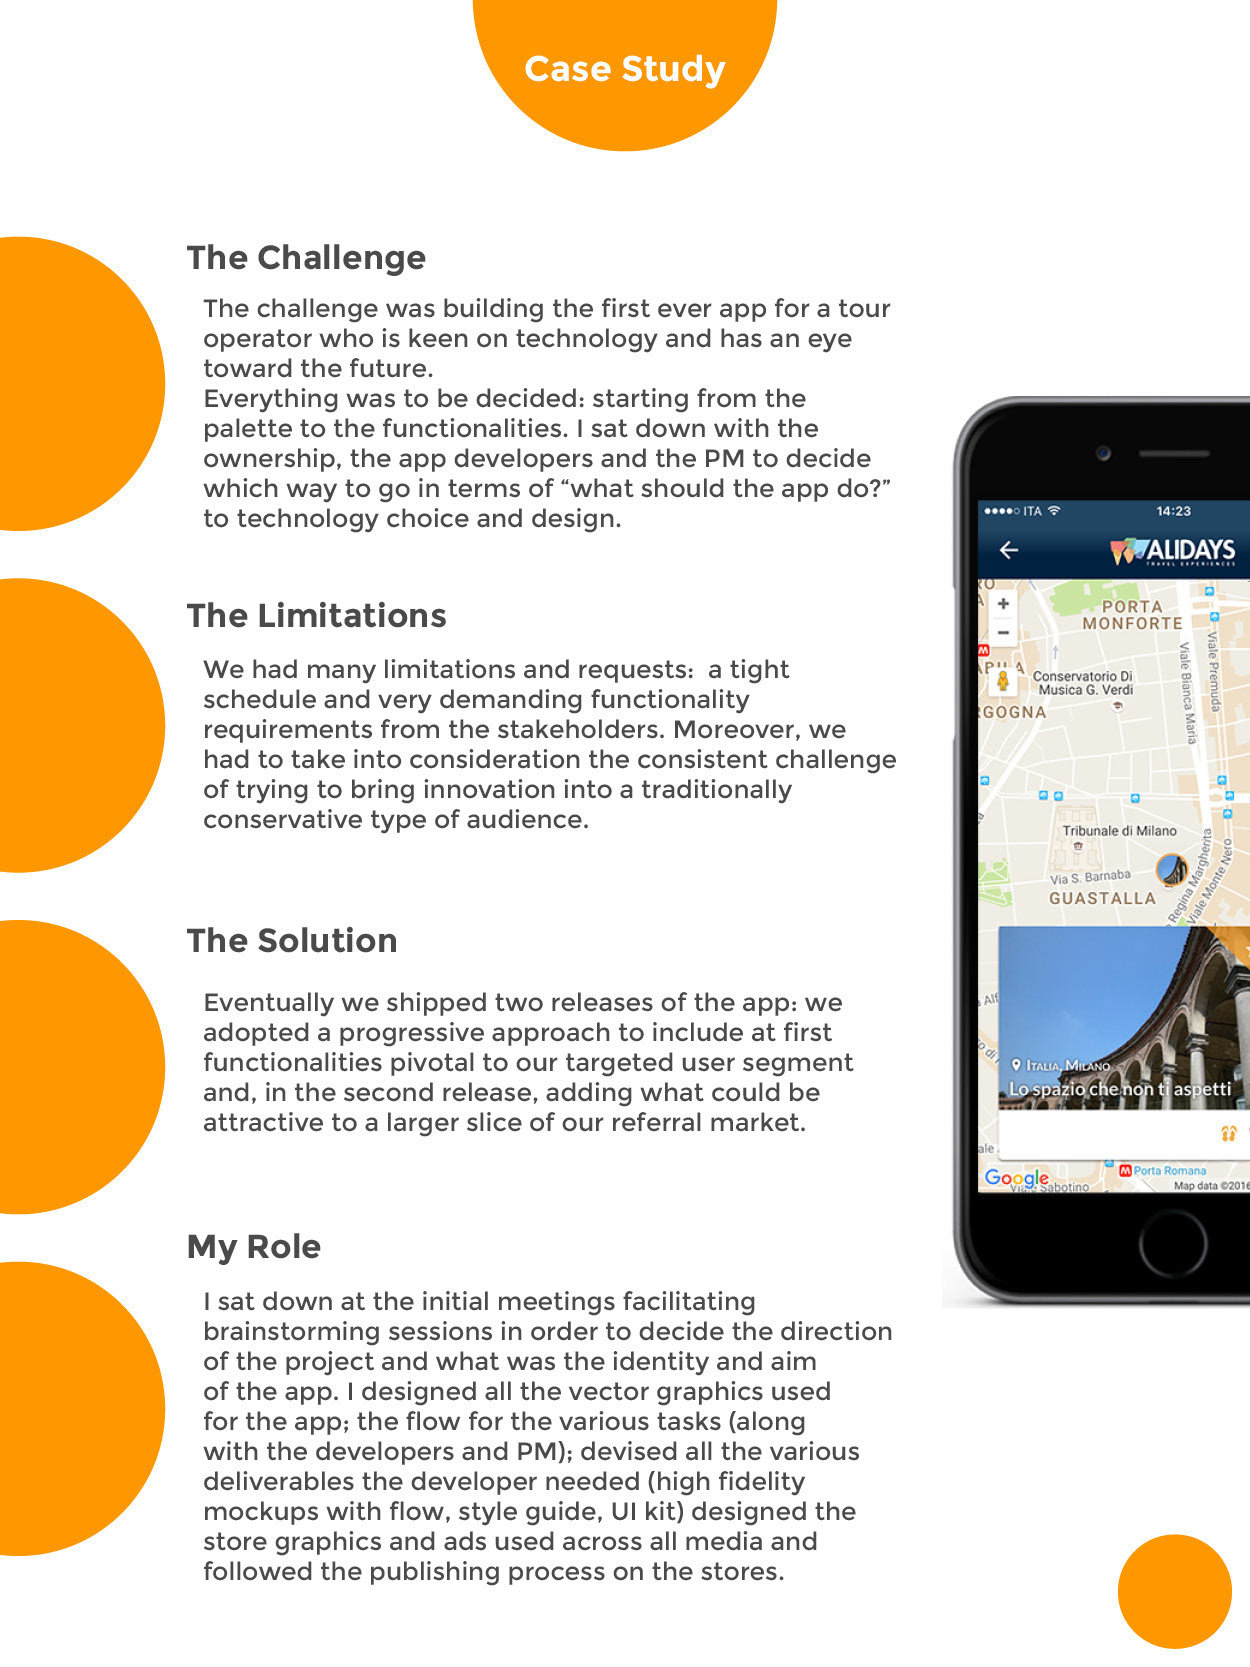 Case Study
The Challenge
The challenge was building the first ever app for a tour
operator who is keen on technology and has an eye
toward the future.
Everything was to be decided: starting from the
palette to the functionalities. I sat down with the
ownership, the app developers and the PM to decide
which way to go in terms of “what should the app do?”
to technology choice and design.
The Limitations
We had many limitations and requests:  a tight
schedule and very demanding functionality
requirements from the stakeholders. Moreover, we
had to take into consideration the consistent challenge
of trying to bring innovation into a traditionally
conservative type of audience.
The Solution
Eventually we shipped two releases of the app: we
adopted a progressive approach to include at first
functionalities pivotal to our targeted user segment
and, in the second release, adding what could be
attractive to a larger slice of our referral market.
My Role
I sat down at the initial meetings facilitating
brainstorming sessions in order to decide the direction
of the project and what was the identity and aim
of the app. I designed all the vector graphics used
for the app; the flow for the various tasks (along
with the developers and PM); devised all the various
deliverables the developer needed (high fidelity
mockups with flow, style guide, UI kit) designed the
store graphics and ads used across all media and
followed the publishing process on the stores.
ITA
14:23
ALIDAYS
TRAVEL EXPERIENCES
+
−
PORTA
MONFORTE
Viale Bianca Maria
Viale Premuda
M
Conservatorio Di
Musica G. Verdi
RGOGNA
Tribunale di Milano
Via S. Barnaba
GUASTALLA
Regina Margherita
Viale Monte Nero
ITALIA, MILANO
Lo spazio che non ti aspetti
ale
M Porta Romana
Google
Sabotino
Map data ©2016